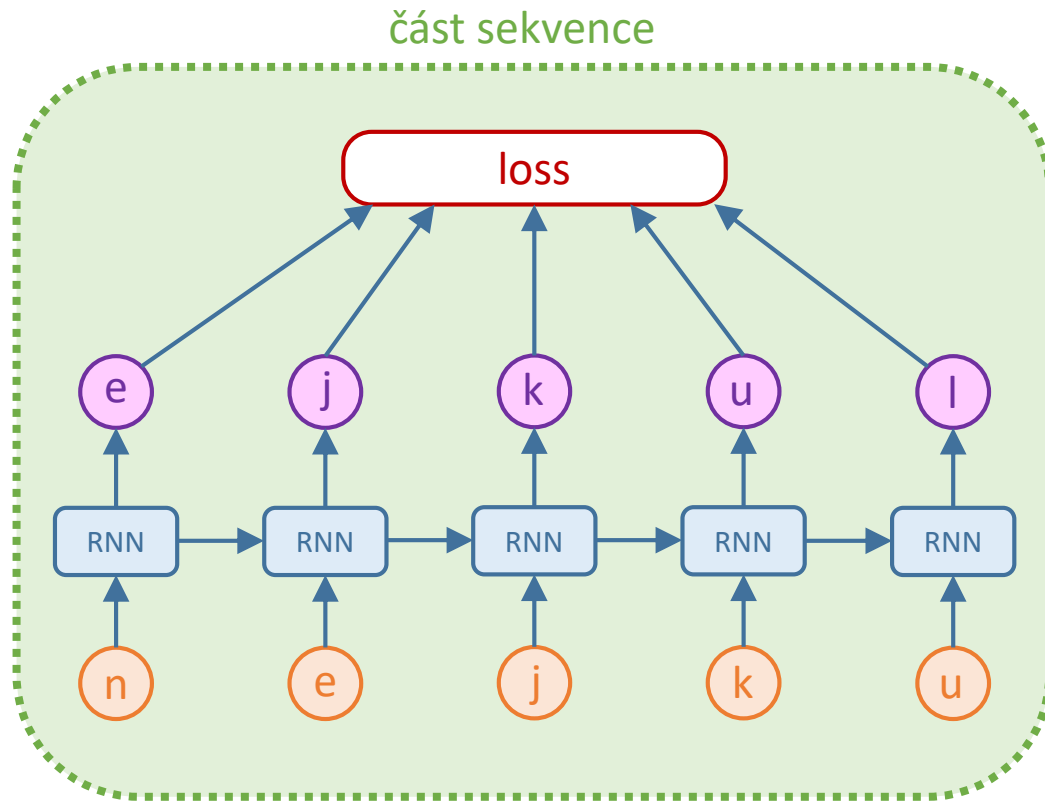 část sekvence
loss
e j k u l
RNN RNN RNN RNN RNN
n e j k u